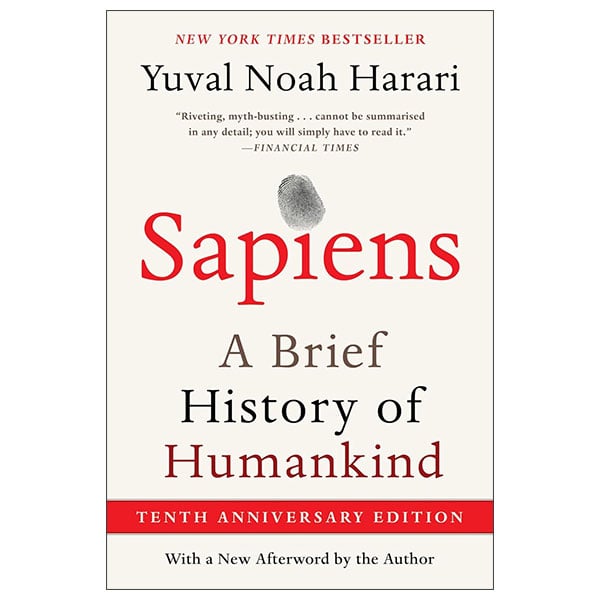 NEW YORK TIMES BESTSELLER
Yuval Noah Harari
“Riveting, myth-busting . . . cannot be summarised
in any detail; you will simply have to read it.”
—FINANCIAL TIMES
Sapiens
A Brief
History of
Humankind
TENTH ANNIVERSARY EDITION
With a New Afterword by the Author